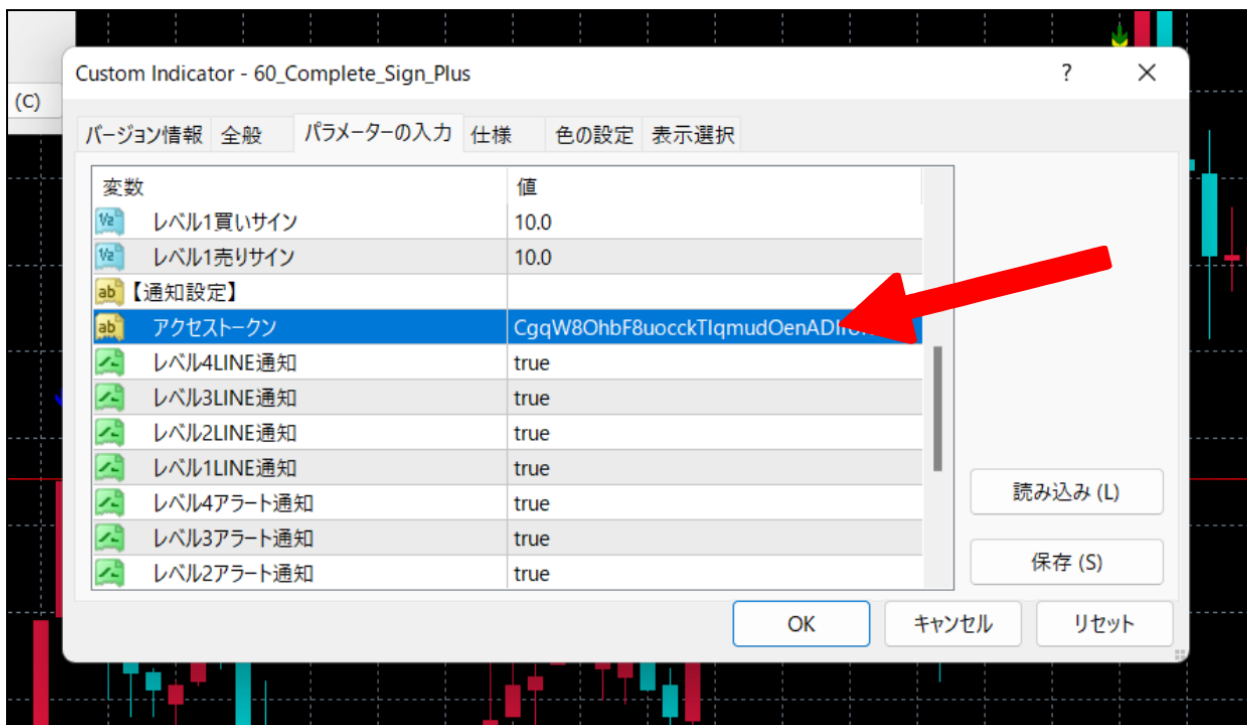 Custom Indicator - 60_Complete_Sign_Plus
?
(C)
バージョン情報 全般 パラメーターの入力 仕様 色の設定 表示選択
変数 値
レベル1買いサイン 10.0
レベル1売りサイン 10.0
ab 【通知設定】
ab アクセストークン
レベル4LINE通知 true
レベル3LINE通知 true
レベル2LINE通知 true
レベル1LINE通知 true
レベル4アラート通知 true
レベル3アラート通知 true
レベル2アラート通知 true
読み込み (L)
保存 (S)
OK キャンセル リセット